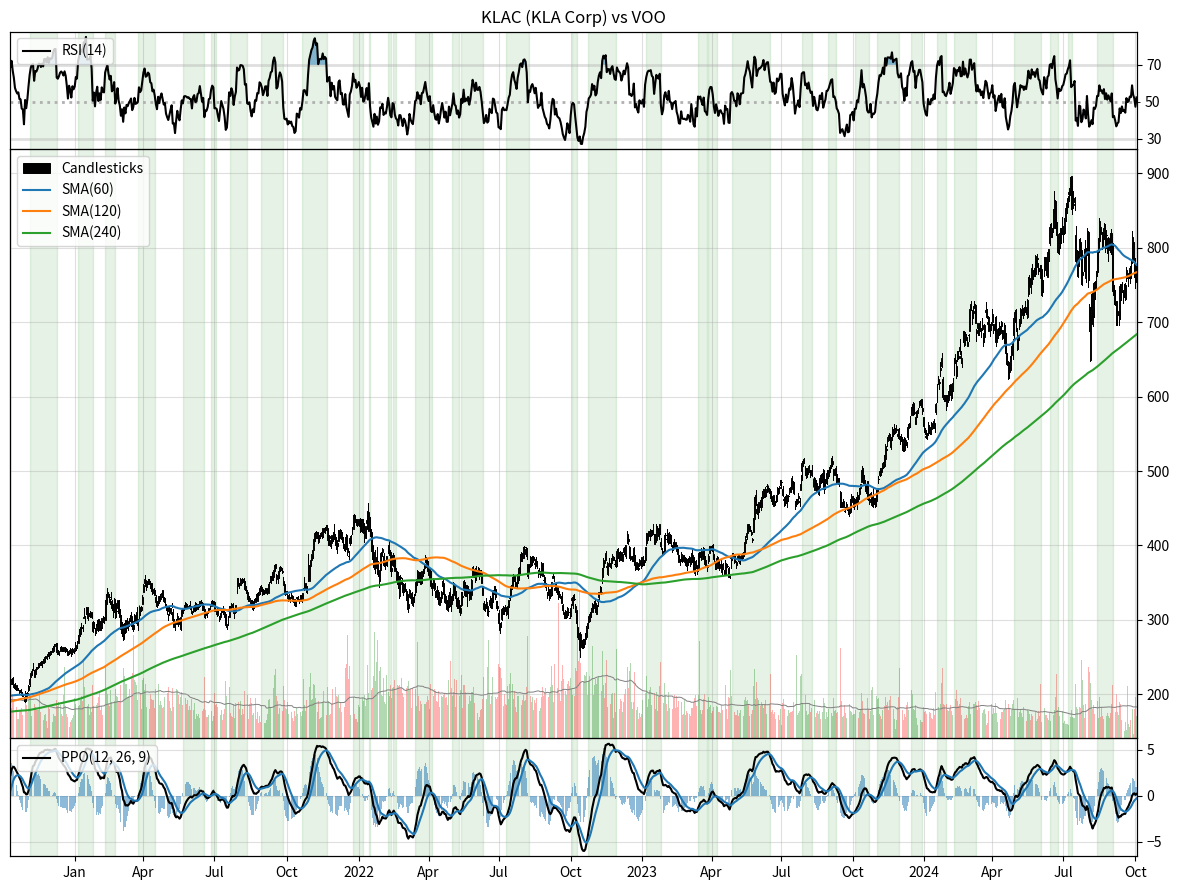 KLAC (KLA Corp) vs VOO
RSI(14)
70
50
30
Candlesticks
SMA(60)
SMA(120)
SMA(240)
900
800
700
600
500
400
300
200
PPO(12, 26, 9)
5
0
−5
Jan Apr Jul Oct 2022 Apr Jul Oct 2023 Apr Jul Oct 2024 Apr Jul Oct